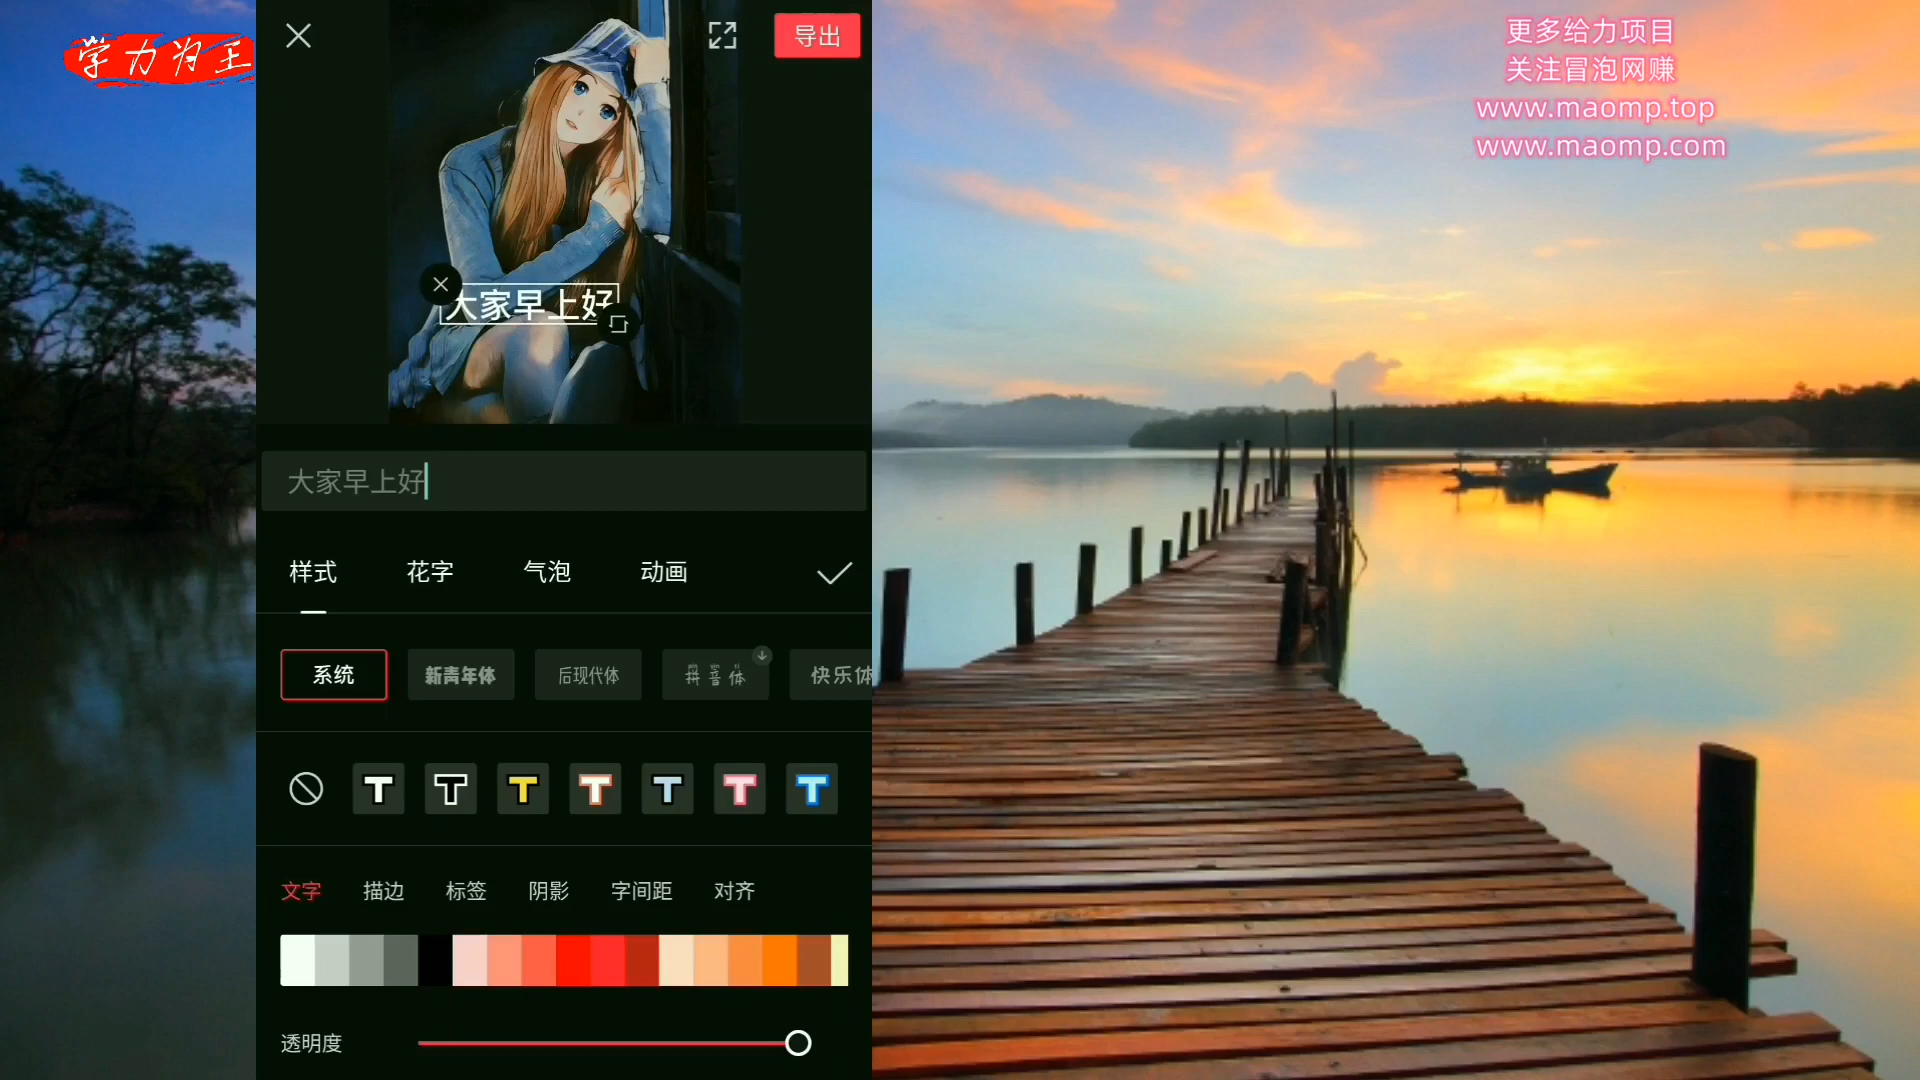 学力为王
导出
更多给力项目
关注冒泡网赚
www.maomp.top
www.maomp.com
大家早上好
大家早上好
样式 花字 气泡 动画
系统 新青年体 后现代体 拼音体 快乐体
T T T T T T T
文字 描边 标签 阴影 字间距 对齐
透明度